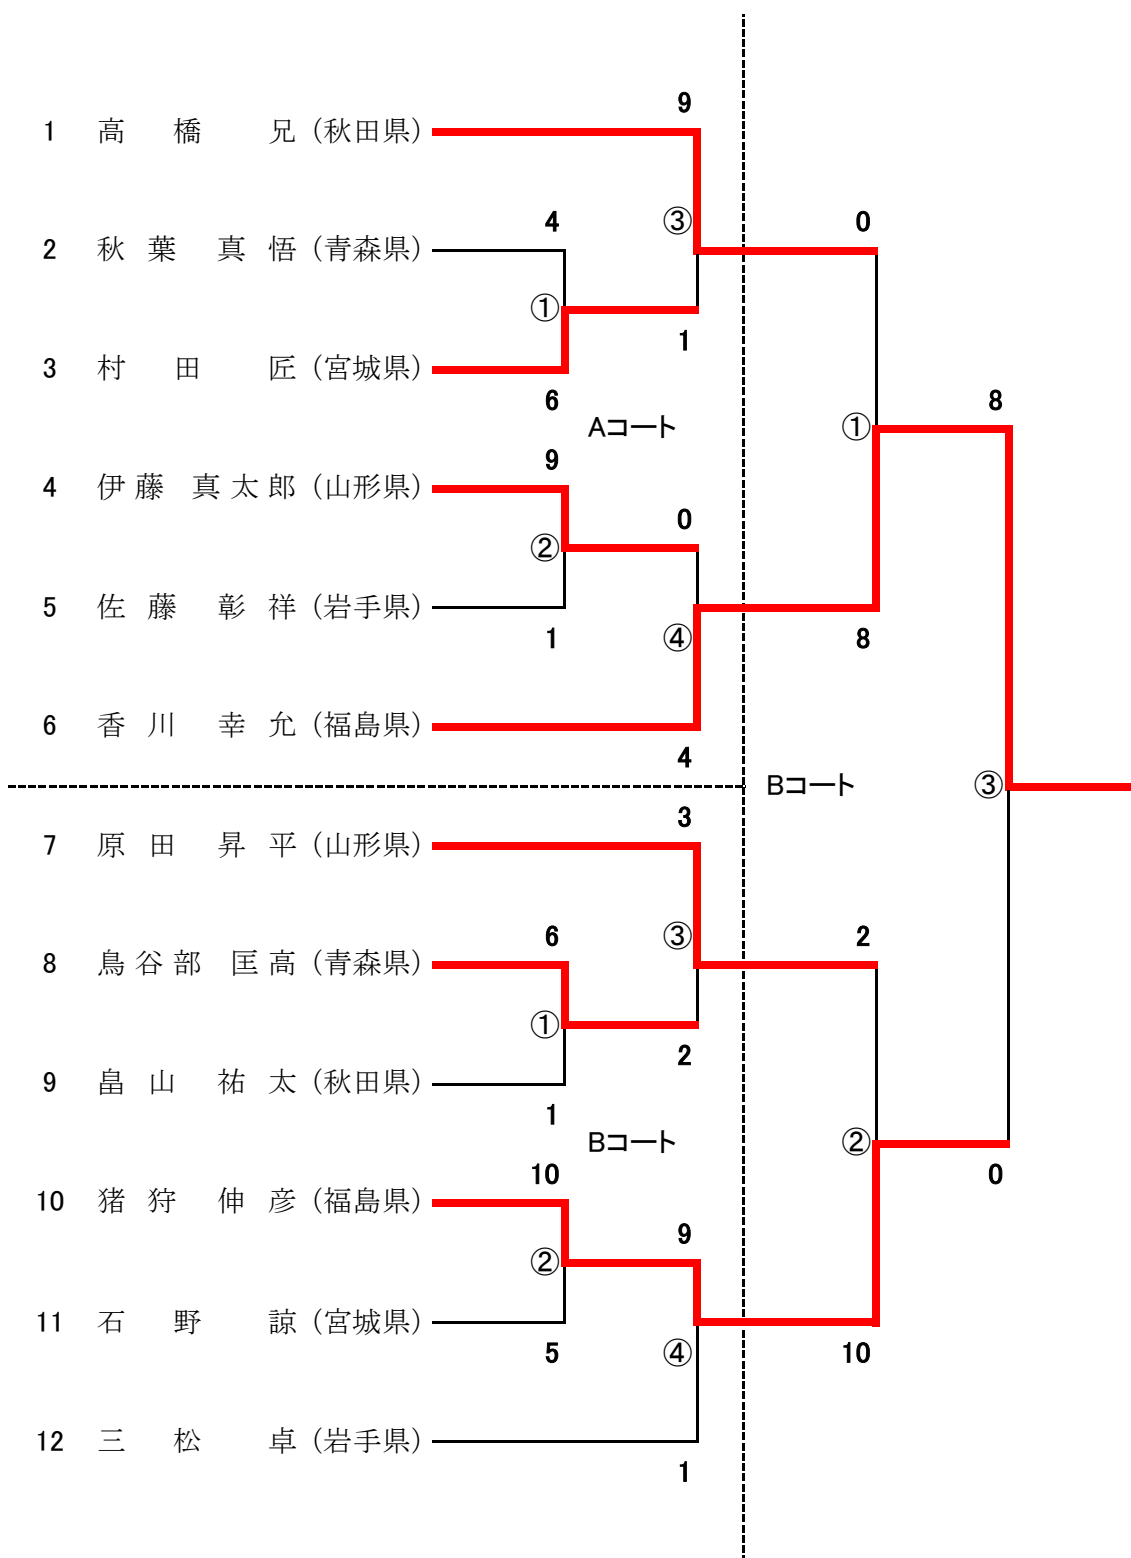 9
1 高橋 兄 (秋田県)
4 ③ 0
2 秋葉 真悟 (青森県)
①
1
3 村田 匠 (宮城県)
6 8
Aコート ①
9
4 伊藤 真太郎 (山形県)
0
②
5 佐藤 彰祥 (岩手県)
1 ④ 8
6 香川 幸允 (福島県)
4
Bコート ③
3
7 原田 昇平 (山形県)
6 ③ 2
8 鳥谷部 匡高 (青森県)
①
2
9 畠山 祐太 (秋田県)
1
Bコート ②
10 0
10 猪狩 伸彦 (福島県)
9
②
11 石野 諒 (宮城県)
5 ④ 10
12 三松 卓 (岩手県)
1